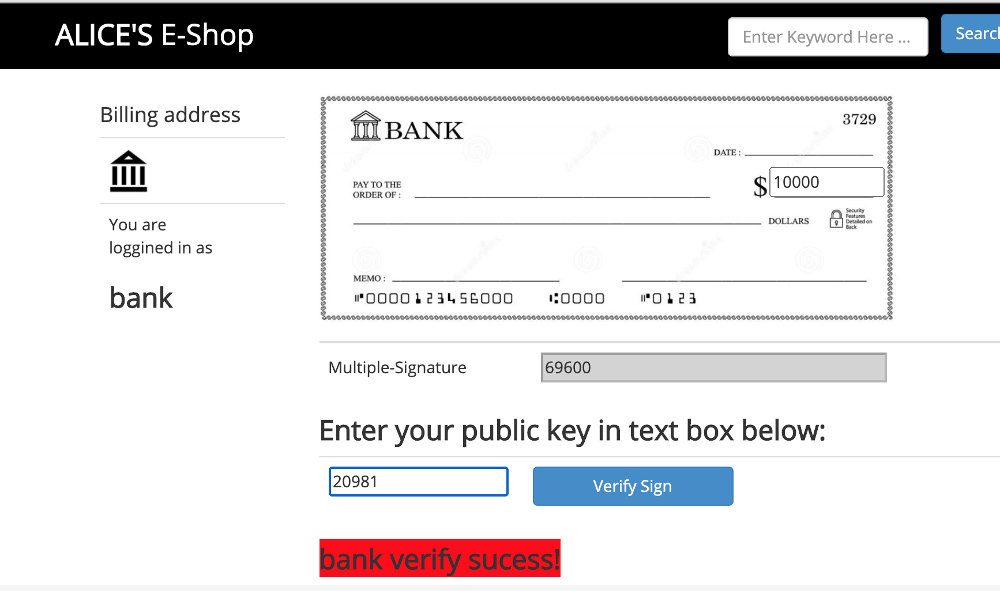 ALICE'S E-Shop
Enter Keyword Here ...
Billing address
You are
loggined in as
bank
BANK
3729
DATE :
PAY TO THE
ORDER OF :
$ 10000
DOLLARS
Security
Features
Detailed on
Back
MEMO :
0000123456000 0000 0123
Multiple-Signature
69600
Enter your public key in text box below:
20981
Verify Sign
bank verify sucess!